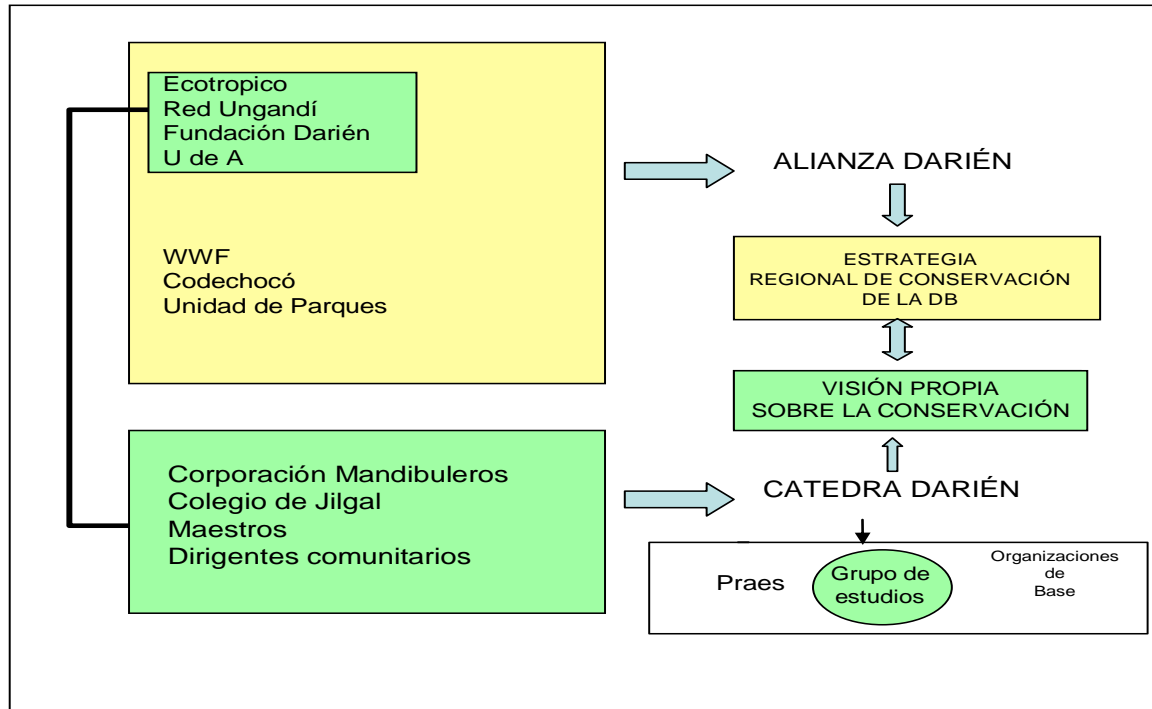 Ecotropico
Red Ungandí
Fundación Darién
U de A
WWF
Codechocó
Unidad de Parques
ALIANZA DARIÉN
ESTRATEGIA
REGIONAL DE CONSERVACIÓN
DE LA DB
VISIÓN PROPIA
SOBRE LA CONSERVACIÓN
Corporación Mandibuleros
Colegio de Jilgal
Maestros
Dirigentes comunitarios
CATEDRA DARIÉN
Praes
Grupo de
estudios
Organizaciones
de
Base